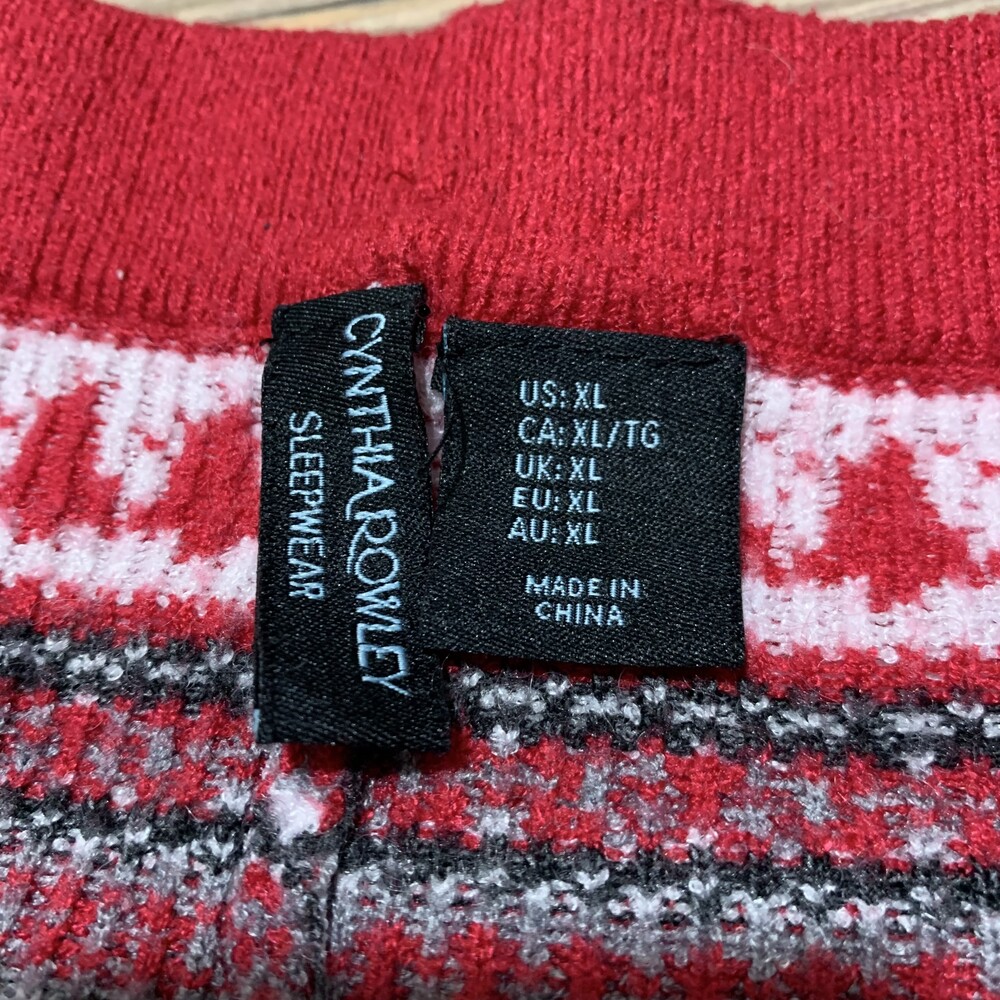 CYNTHIA ROWLEY
SLEEPWEAR
US: XL
CA: XL/TG
UK: XL
EU: XL
AU: XL
MADE IN
CHINA